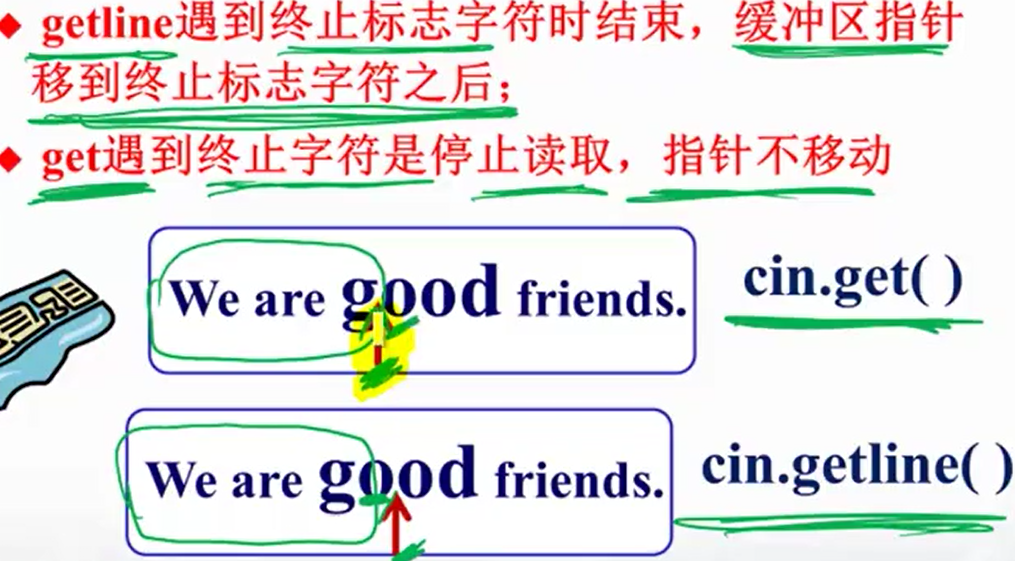 getline遇到终止标志字符时结束，缓冲区指针
移到终止标志字符之后；
get遇到终止字符是停止读取，指针不移动
We are good friends.
cin.get( )
We are good friends.
cin.getline( )